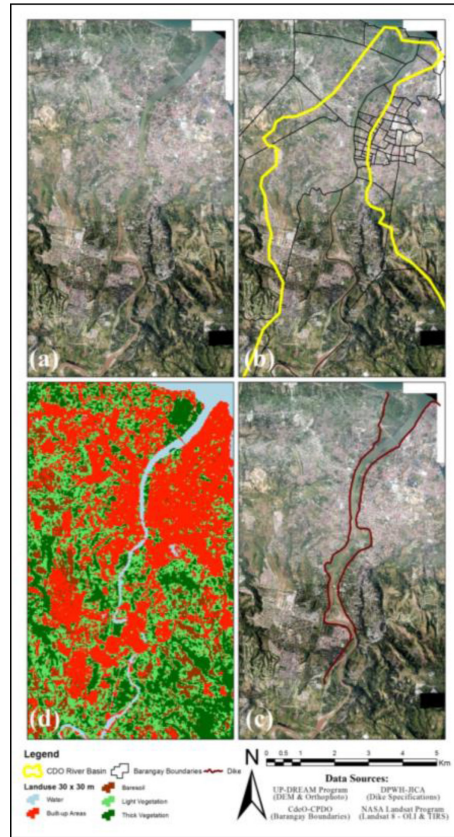 (a)
(b)
(d)
(c)
Legend
CDO River Basin
Barangay Boundaries
Dike
Landuse 30 x 30 m
Water
Built-up Areas
Baresoil
Light Vegetation
Thick Vegetation
N
0 0.5 1 2 3 4 5
Km
Data Sources:
UP-DREAM Program
(DEM & Orthophoto)
DPWH-JICA
(Dike Specifications)
CdeO-CPDO
(Barangay Boundaries)
NASA Landsat Program
(Landsat 8 - OLI & TIRS)